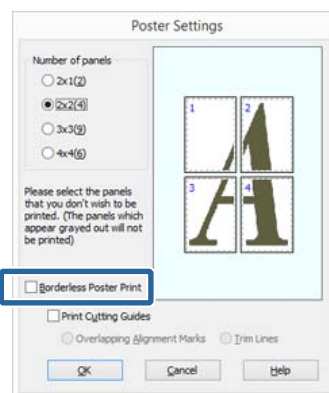 Poster Settings
Number of panels
2x1(2)
2x2(4)
3x3(9)
4x4(6)
Please select the panels
that you don't wish to be
printed. (The panels which
appear grayed out will not
be printed)
1 2
3 4
A
Borderless Poster Print
Print Cutting Guides
Overlapping Alignment Marks Trim Lines
OK Cancel Help